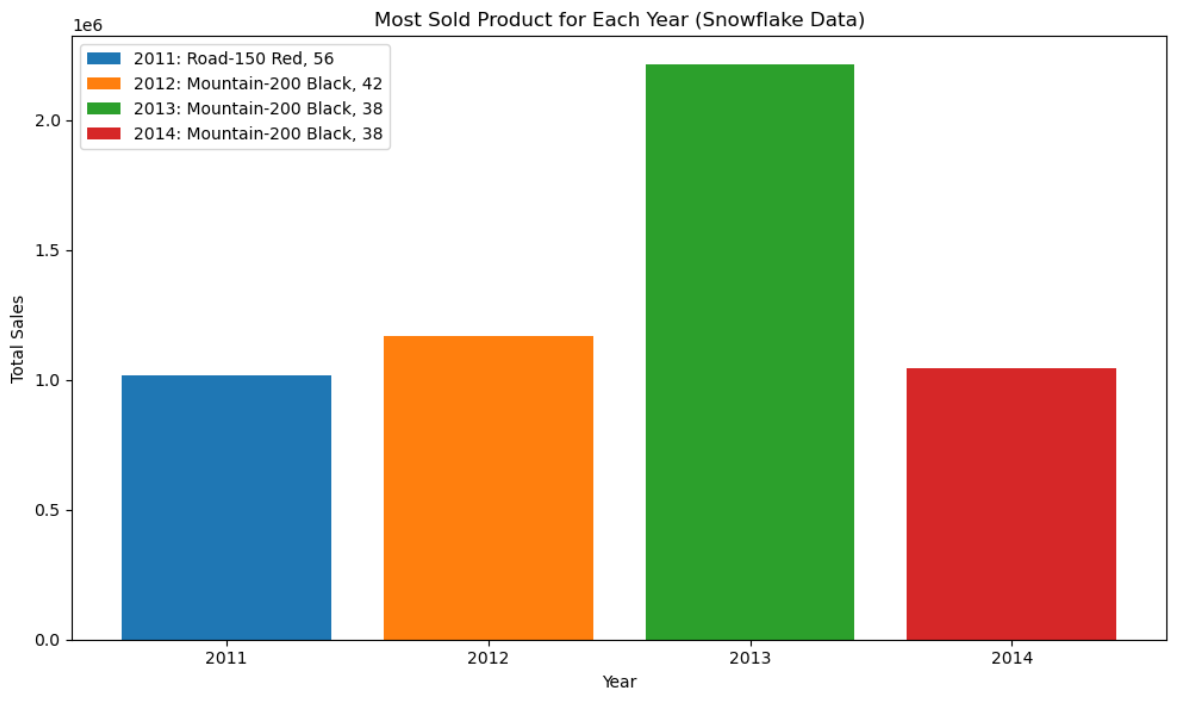 Most Sold Product for Each Year (Snowflake Data)
1e6
2011: Road-150 Red, 56
2012: Mountain-200 Black, 42
2013: Mountain-200 Black, 38
2014: Mountain-200 Black, 38
2.0
1.5
1.0
0.5
0.0
Total Sales
2011 2012 2013 2014
Year